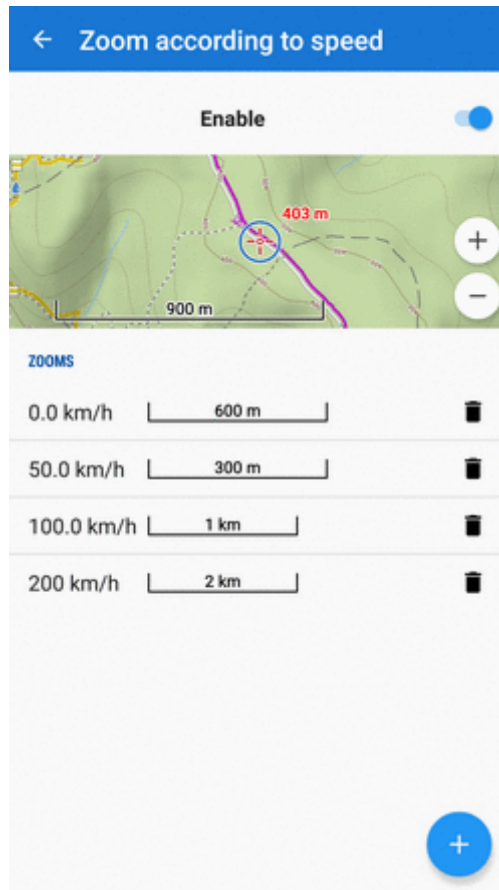 Zoom according to speed
Enable
403 m
900 m
ZOOMS
0.0 km/h 600 m
50.0 km/h 300 m
100.0 km/h 1 km
200 km/h 2 km